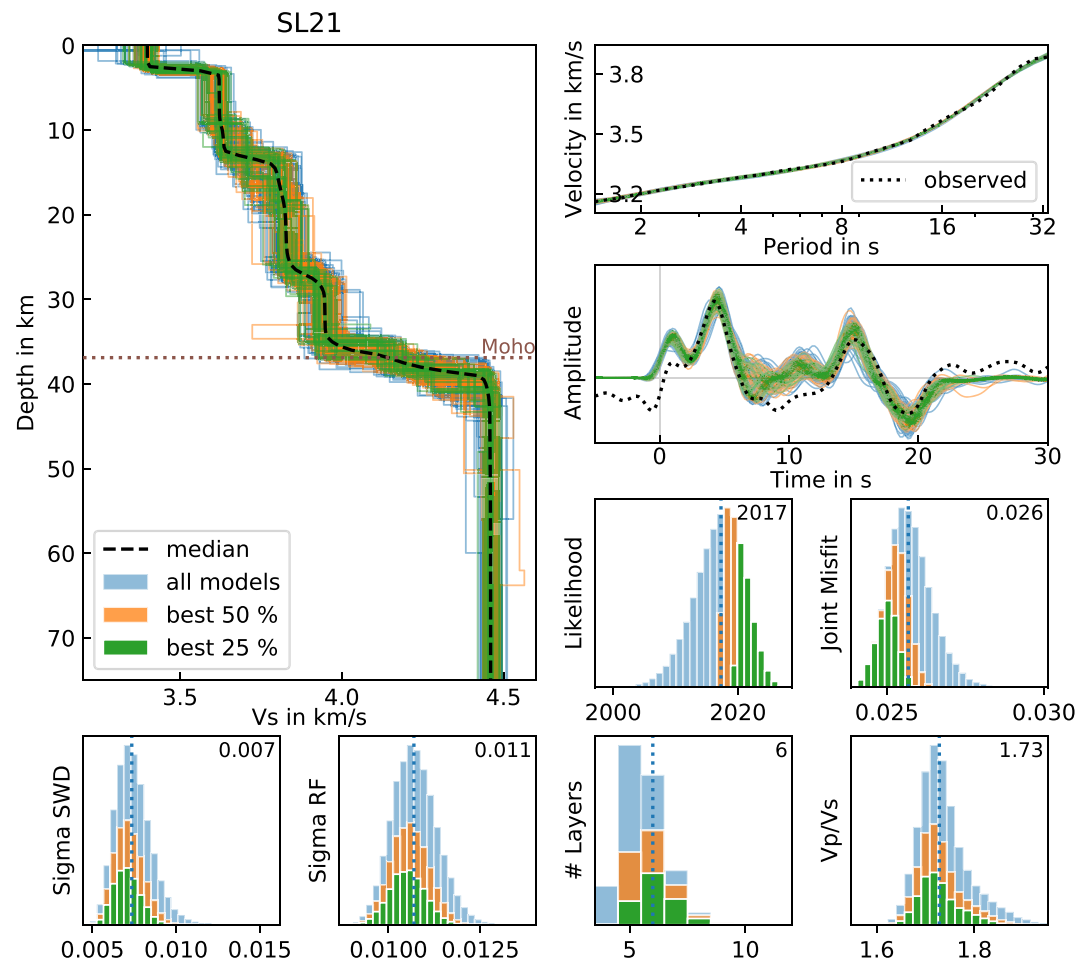 SL21
0
10
20
30
40
50
60
70
Depth in km
Moho
median
all models
best 50 %
best 25 %
3.5
4.0
4.5
Vs in km/s
3.8
3.5
3.2
Velocity in km/s
observed
2
4
8
16
32
Period in s
Amplitude
0
10
20
30
Time in s
Likelihood
2017
2000
2020
Joint Misfit
0.026
0.025
0.030
Sigma SWD
0.007
0.005
0.010
0.015
Sigma RF
0.011
0.0100
0.0125
# Layers
6
5
10
Vp/Vs
1.73
1.6
1.8